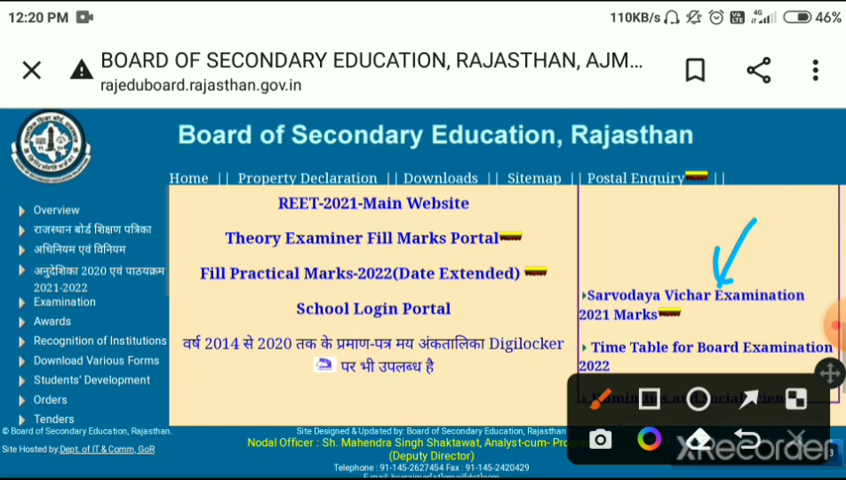 12:20 PM
110KB/s
Vo LTE
4G
46%
BOARD OF SECONDARY EDUCATION, RAJASTHAN, AJM...
rajeduboard.rajasthan.gov.in
Board of Secondary Education, Rajasthan
Home || Property Declaration || Downloads || Sitemap || Postal Enquiry ||
Overview
राजस्थान बोर्ड शिक्षण पत्रिका
अधिनियम एवं विनियम
अनुदेशिका 2020 एवं पाठयक्रम
2021-2022
Examination
Awards
Recognition of Institutions
Download Various Forms
Students' Development
Orders
Tenders
REET-2021-Main Website
Theory Examiner Fill Marks Portal
Fill Practical Marks-2022(Date Extended)
School Login Portal
वर्ष 2014 से 2020 तक के प्रमाण-पत्र मय अंकतालिका Digilocker
पर भी उपलब्ध है
Sarvodaya Vichar Examination
2021 Marks
Time Table for Board Examination
2022
© Board of Secondary Education, Rajasthan.
Site Hosted by:Dept. of IT & Comm, GoR
Site Designed & Updated by: Board of Secondary Education, Rajasthan
Nodal Officer : Sh. Mahendra Singh Shaktawat, Analyst-cum-
(Deputy Director)
Telephone : 91-145-2627454 Fax : 91-145-2420429
XRecorder